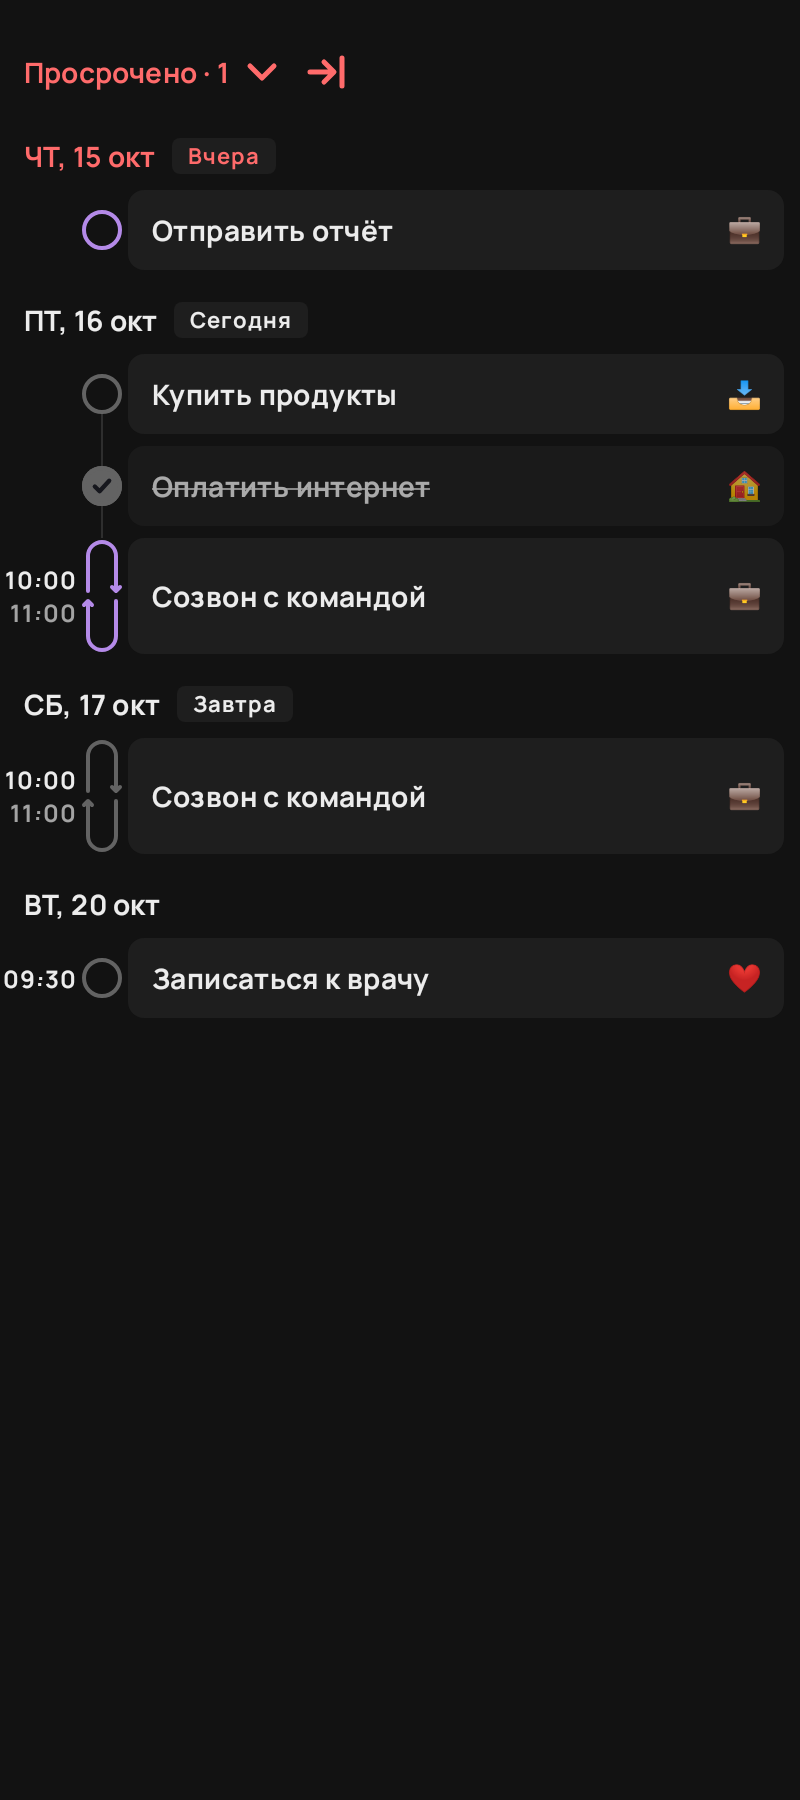 Просрочено · 1
ЧТ, 15 окт Вчера
Отправить отчёт
ПТ, 16 окт Сегодня
Купить продукты
Оплатить интернет
10:00
11:00
Созвон с командой
СБ, 17 окт Завтра
10:00
11:00
Созвон с командой
ВТ, 20 окт
09:30 Записаться к врачу